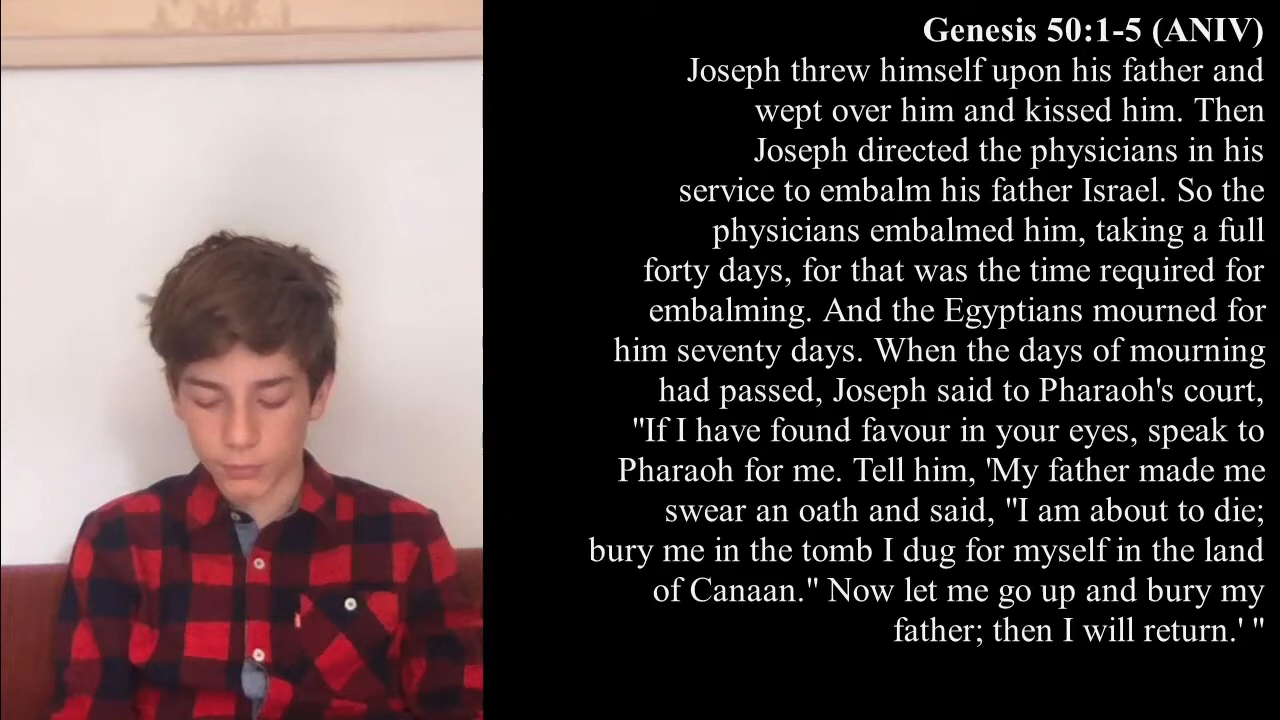 Genesis 50:1-5 (ANIV)
Joseph threw himself upon his father and
wept over him and kissed him. Then
Joseph directed the physicians in his
service to embalm his father Israel. So the
physicians embalmed him, taking a full
forty days, for that was the time required for
embalming. And the Egyptians mourned for
him seventy days. When the days of mourning
had passed, Joseph said to Pharaoh's court,
"If I have found favour in your eyes, speak to
Pharaoh for me. Tell him, 'My father made me
swear an oath and said, "I am about to die;
bury me in the tomb I dug for myself in the land
of Canaan." Now let me go up and bury my
father; then I will return.' "